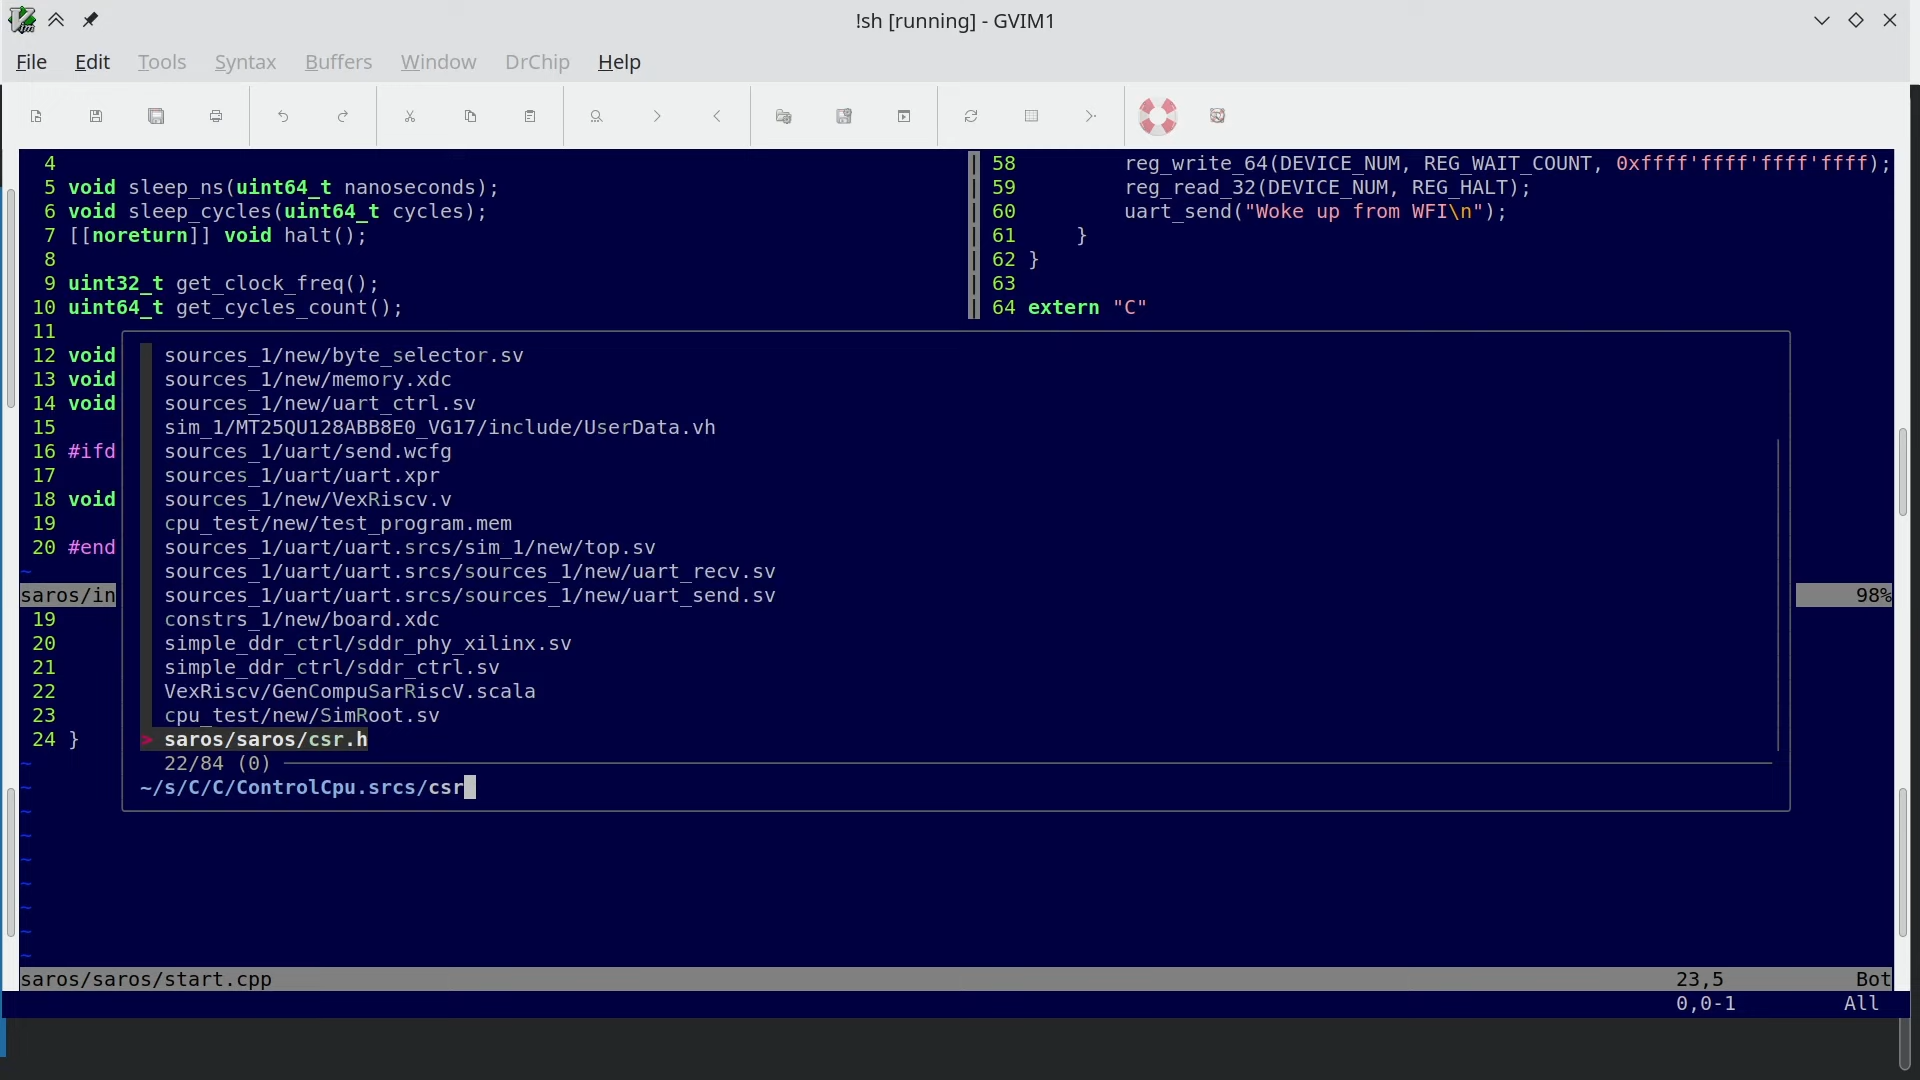 !sh [running] - GVIM1
File Edit Tools Syntax Buffers Window DrChip Help
4
5 void sleep_ns(uint64_t nanoseconds);
6 void sleep_cycles(uint64_t cycles);
7 [[noreturn]] void halt();
8
9 uint32_t get_clock_freq();
10 uint64_t get_cycles_count();
11
12 void
13 void
14 void
15
16 #ifd
17
18 void
19
20 #end
~
saros/in
58 reg_write_64(DEVICE_NUM, REG_WAIT_COUNT, 0xffff'ffff'ffff'ffff);
59 reg_read_32(DEVICE_NUM, REG_HALT);
60 uart_send("Woke up from WFI\n");
61 }
62 }
63
64 extern "C"
98%
sources_1/new/byte_selector.sv
sources_1/new/memory.xdc
sources_1/new/uart_ctrl.sv
sim_1/MT25QU128ABB8E0_VG17/include/UserData.vh
sources_1/uart/send.wcfg
sources_1/uart/uart.xpr
sources_1/new/VexRiscv.v
cpu_test/new/test_program.mem
sources_1/uart/uart.srcs/sim_1/new/top.sv
sources_1/uart/uart.srcs/sources_1/new/uart_recv.sv
sources_1/uart/uart.srcs/sources_1/new/uart_send.sv
constrs_1/new/board.xdc
simple_ddr_ctrl/sddr_phy_xilinx.sv
simple_ddr_ctrl/sddr_ctrl.sv
VexRiscv/GenCompuSarRiscV.scala
cpu_test/new/SimRoot.sv
> saros/saros/csr.h
22/84 (0)
~/s/C/C/ControlCpu.srcs/csr
19
20
21
22
23
24 }
~
~
~
~
~
~
~
~
~
saros/saros/start.cpp 23,5 Bot
0,0-1 All